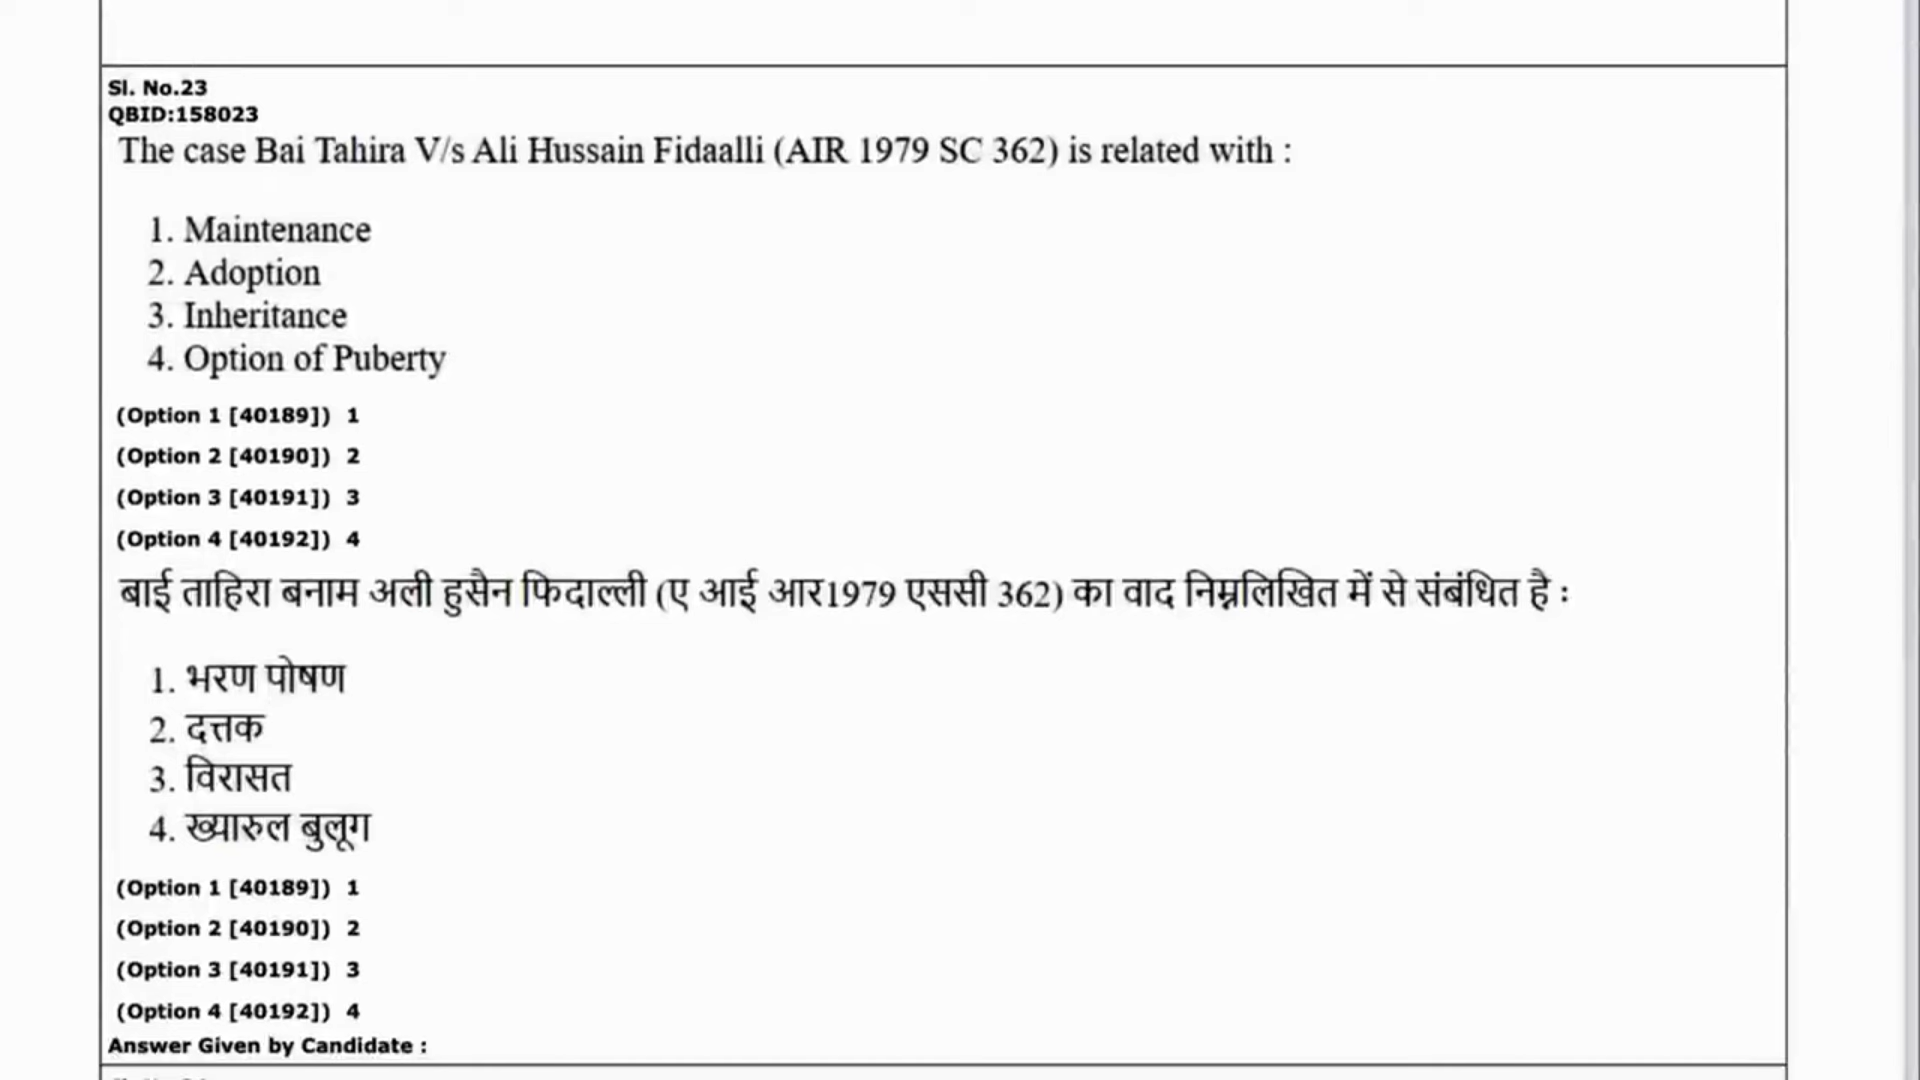 Sl. No.23
QBID:158023
The case Bai Tahira V/s Ali Hussain Fidaalli (AIR 1979 SC 362) is related with :
1. Maintenance
2. Adoption
3. Inheritance
4. Option of Puberty
(Option 1 [40189]) 1
(Option 2 [40190]) 2
(Option 3 [40191]) 3
(Option 4 [40192]) 4
बाई ताहिरा बनाम अली हुसैन फिदाल्ली (ए आई आर1979 एससी 362) का वाद निम्नलिखित में से संबंधित है :
1. भरण पोषण
2. दत्तक
3. विरासत
4. ख्यारुल बुलूग
(Option 1 [40189]) 1
(Option 2 [40190]) 2
(Option 3 [40191]) 3
(Option 4 [40192]) 4
Answer Given by Candidate :